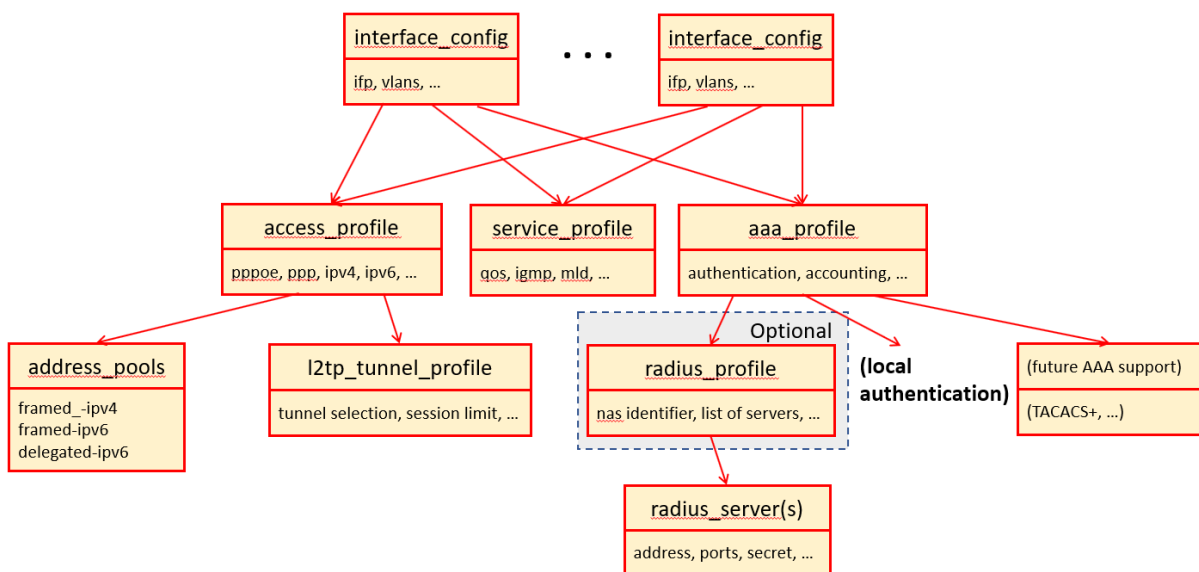 interface_config
ifp, vlans, ...
. . .
interface_config
ifp, vlans, ...
access_profile
pppoe, ppp, ipv4, ipv6, ...
service_profile
qos, igmp, mld, ...
aaa_profile
authentication, accounting, ...
Optional
address_pools
framed_-ipv4
framed-ipv6
delegated-ipv6
l2tp_tunnel_profile
tunnel selection, session limit, ...
radius_profile
nas identifier, list of servers, ...
(local
authentication)
(future AAA support)
(TACACS+, ...)
radius_server(s)
address, ports, secret, ...